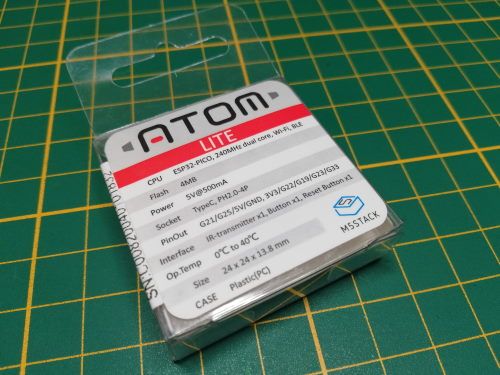 ATOM
LITE
CPU ESP32-PICO, 240MHz dual core, Wi-Fi, BLE
Flash 4MB
Power 5V@500mA
Socket TypeC, PH2.0-4P
PinOut G21/G25/5V/GND, 3V3/G22/G19/G23/G33
Interface IR-transmitter x1, Button x1, Reset Button x1
Op.Temp 0℃ to 40℃
Size 24 x 24 x 13.8 mm
CASE Plastic(PC)
M5STACK